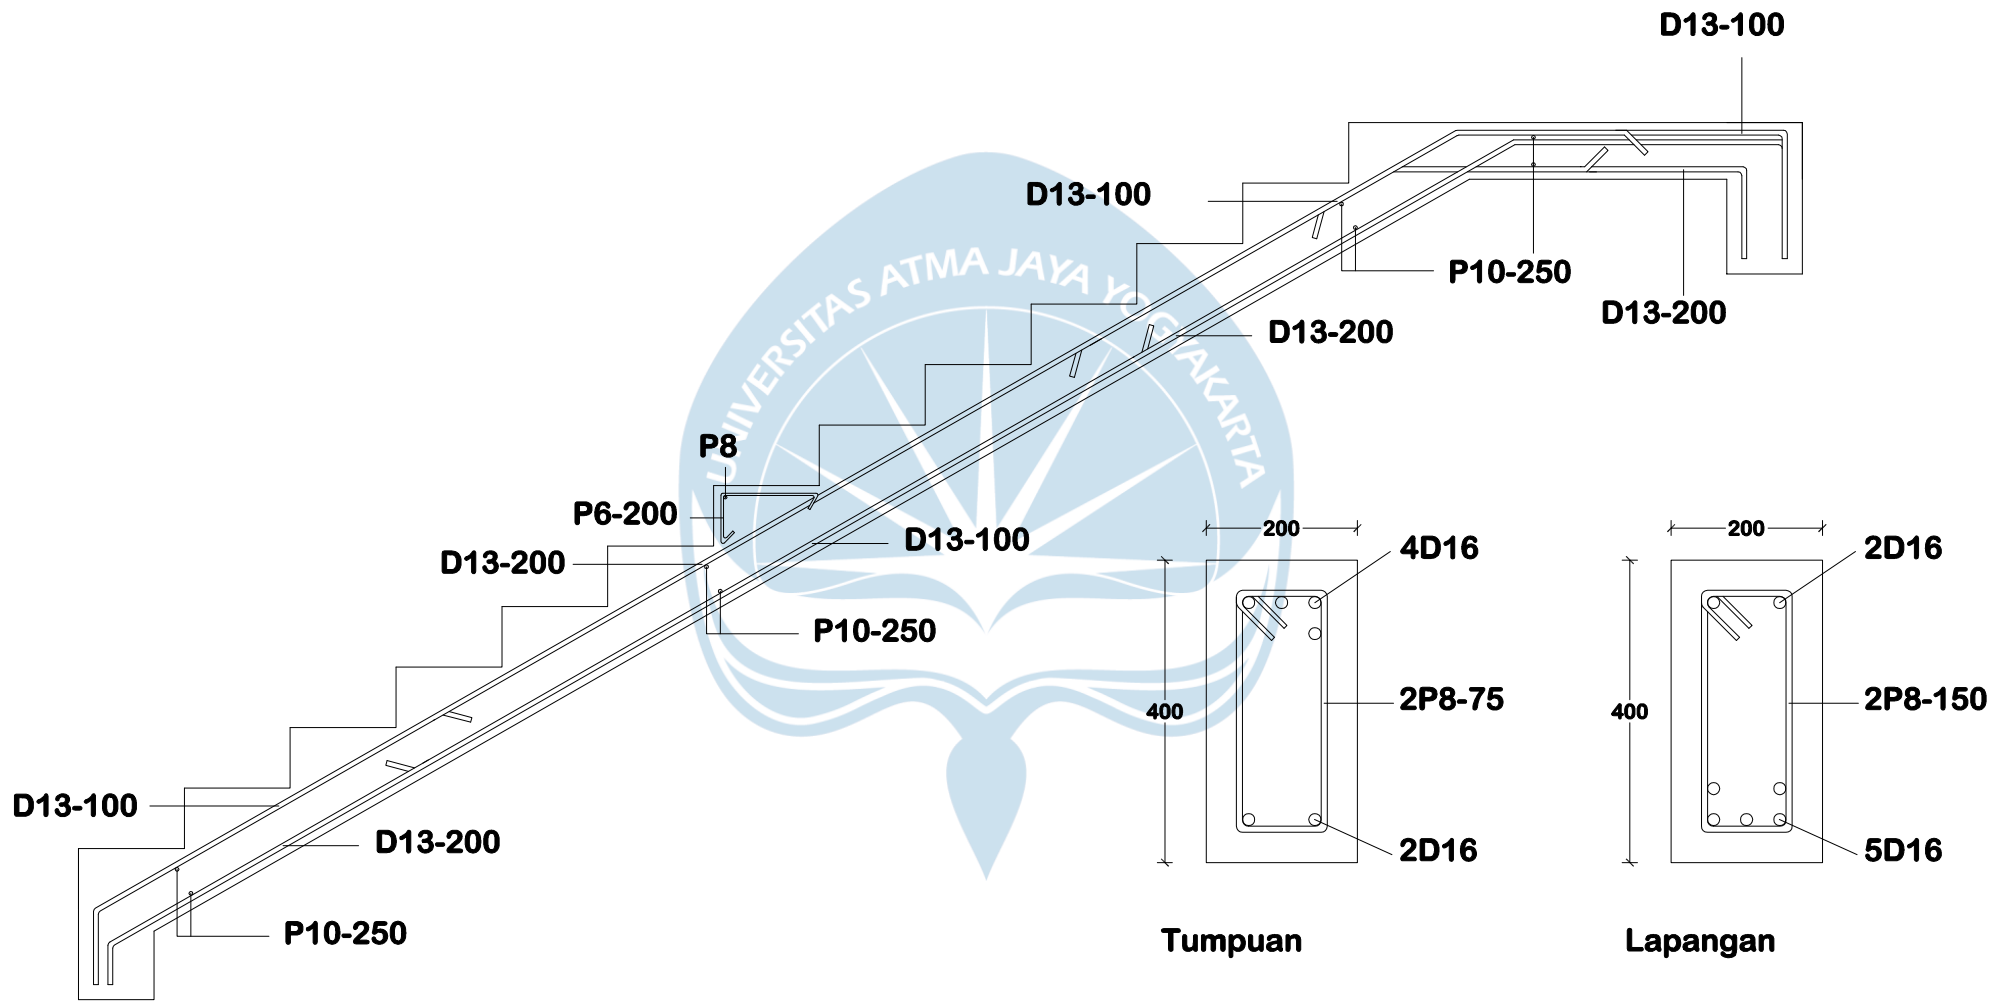 D13-100
D13-100
P10-250
D13-200
D13-200
UNIVERSITAS ATMA JAYA YOGYAKARTA
P8
P6-200
D13-200
D13-100
P10-250
D13-100
D13-200
P10-250
200
400
4D16
2P8-75
2D16
Tumpuan
200
400
2D16
2P8-150
5D16
Lapangan